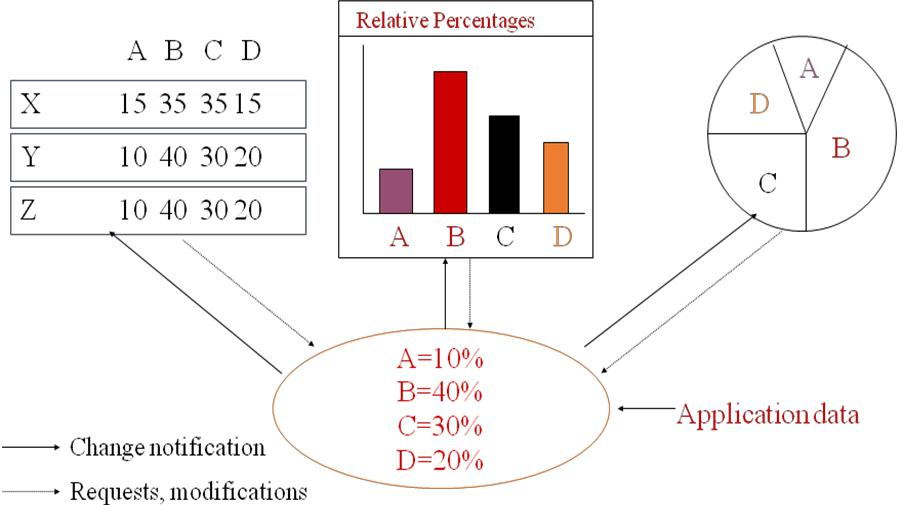 A B C D
X 15 35 35 15
Y 10 40 30 20
Z 10 40 30 20
Relative Percentages
A B C D
A
D
B
C
A=10%
B=40%
C=30%
D=20%
Application data
Change notification
Requests, modifications